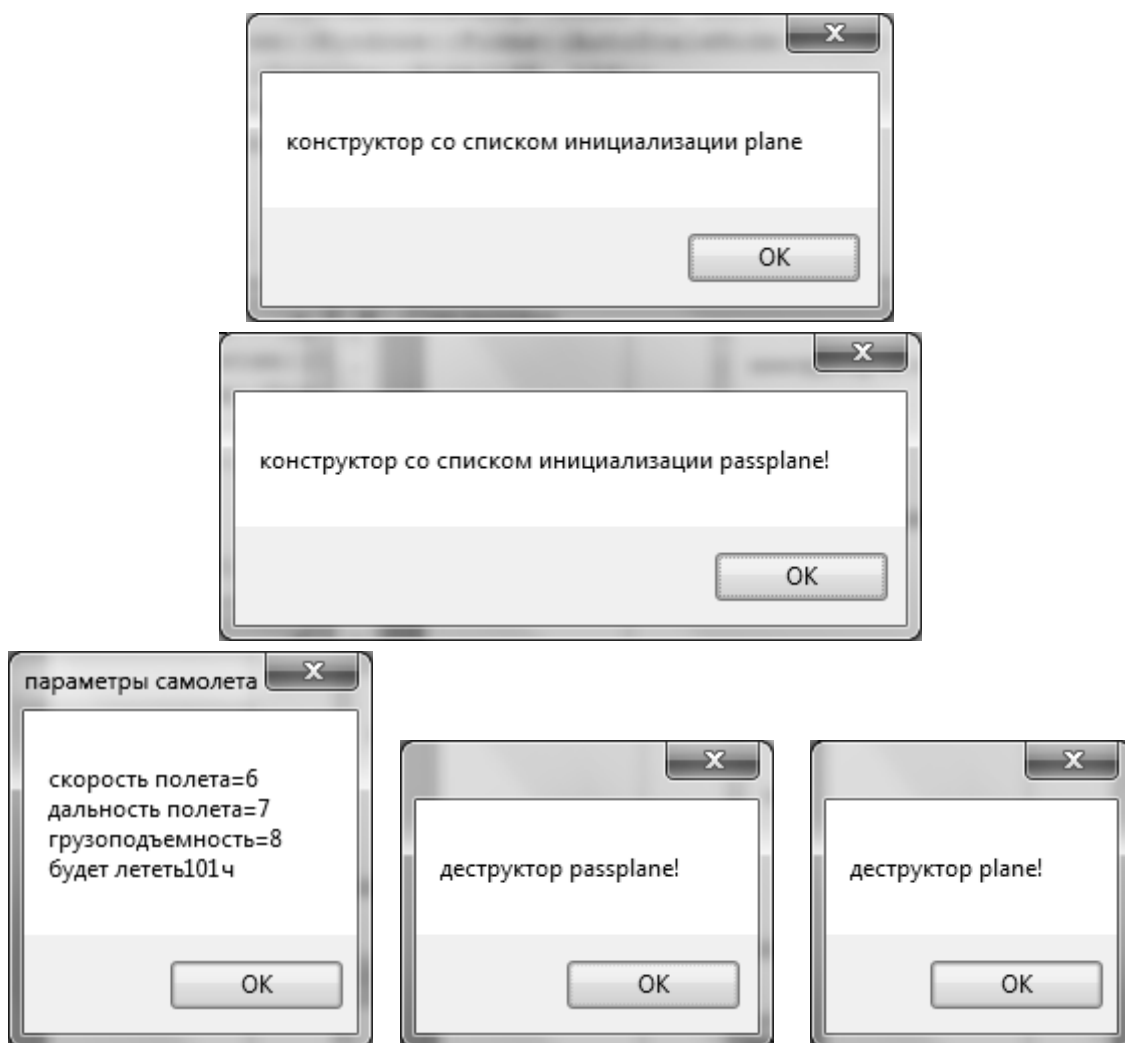 конструктор со списком инициализации plane
OK
конструктор со списком инициализации passplane!
OK
параметры самолета
скорость полета=6
дальность полета=7
грузоподъемность=8
будет лететь101ч
OK
деструктор passplane!
OK
деструктор plane!
OK